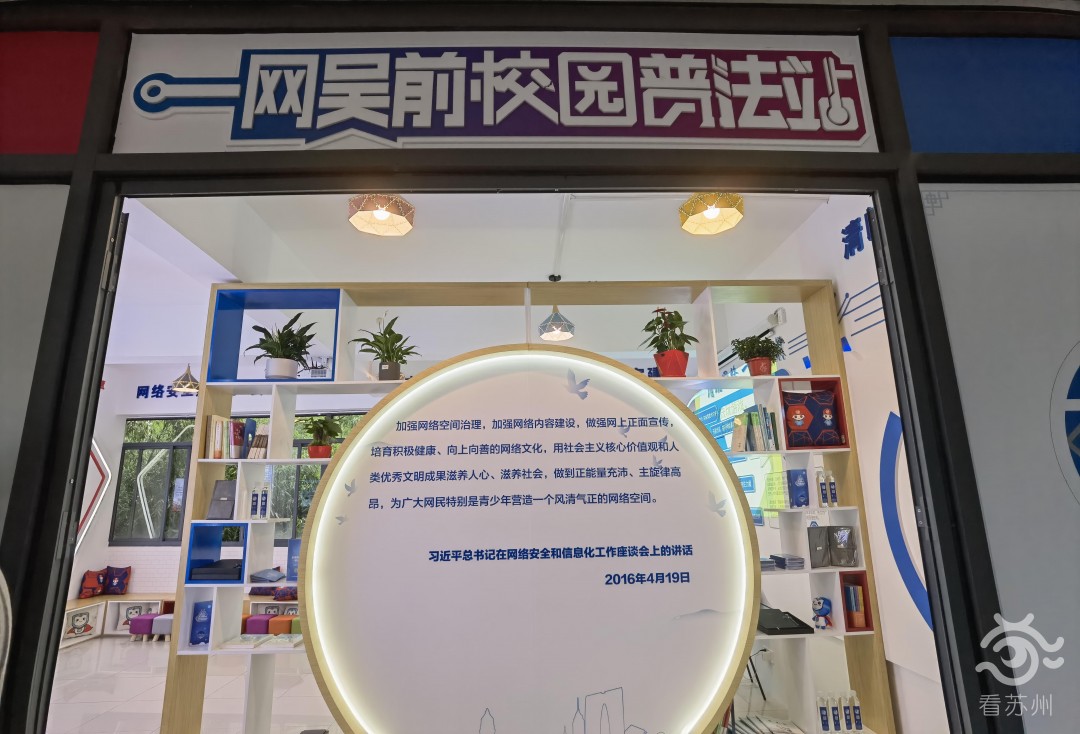 网吴前校园普法站
网络安全
加强网络空间治理，加强网络内容建设，做强网上正面宣传，
培育积极健康、向上向善的网络文化，用社会主义核心价值观和人
类优秀文明成果滋养人心、滋养社会，做到正能量充沛、主旋律高
昂，为广大网民特别是青少年营造一个风清气正的网络空间。
习近平总书记在网络安全和信息化工作座谈会上的讲话
2016年4月19日
看苏州